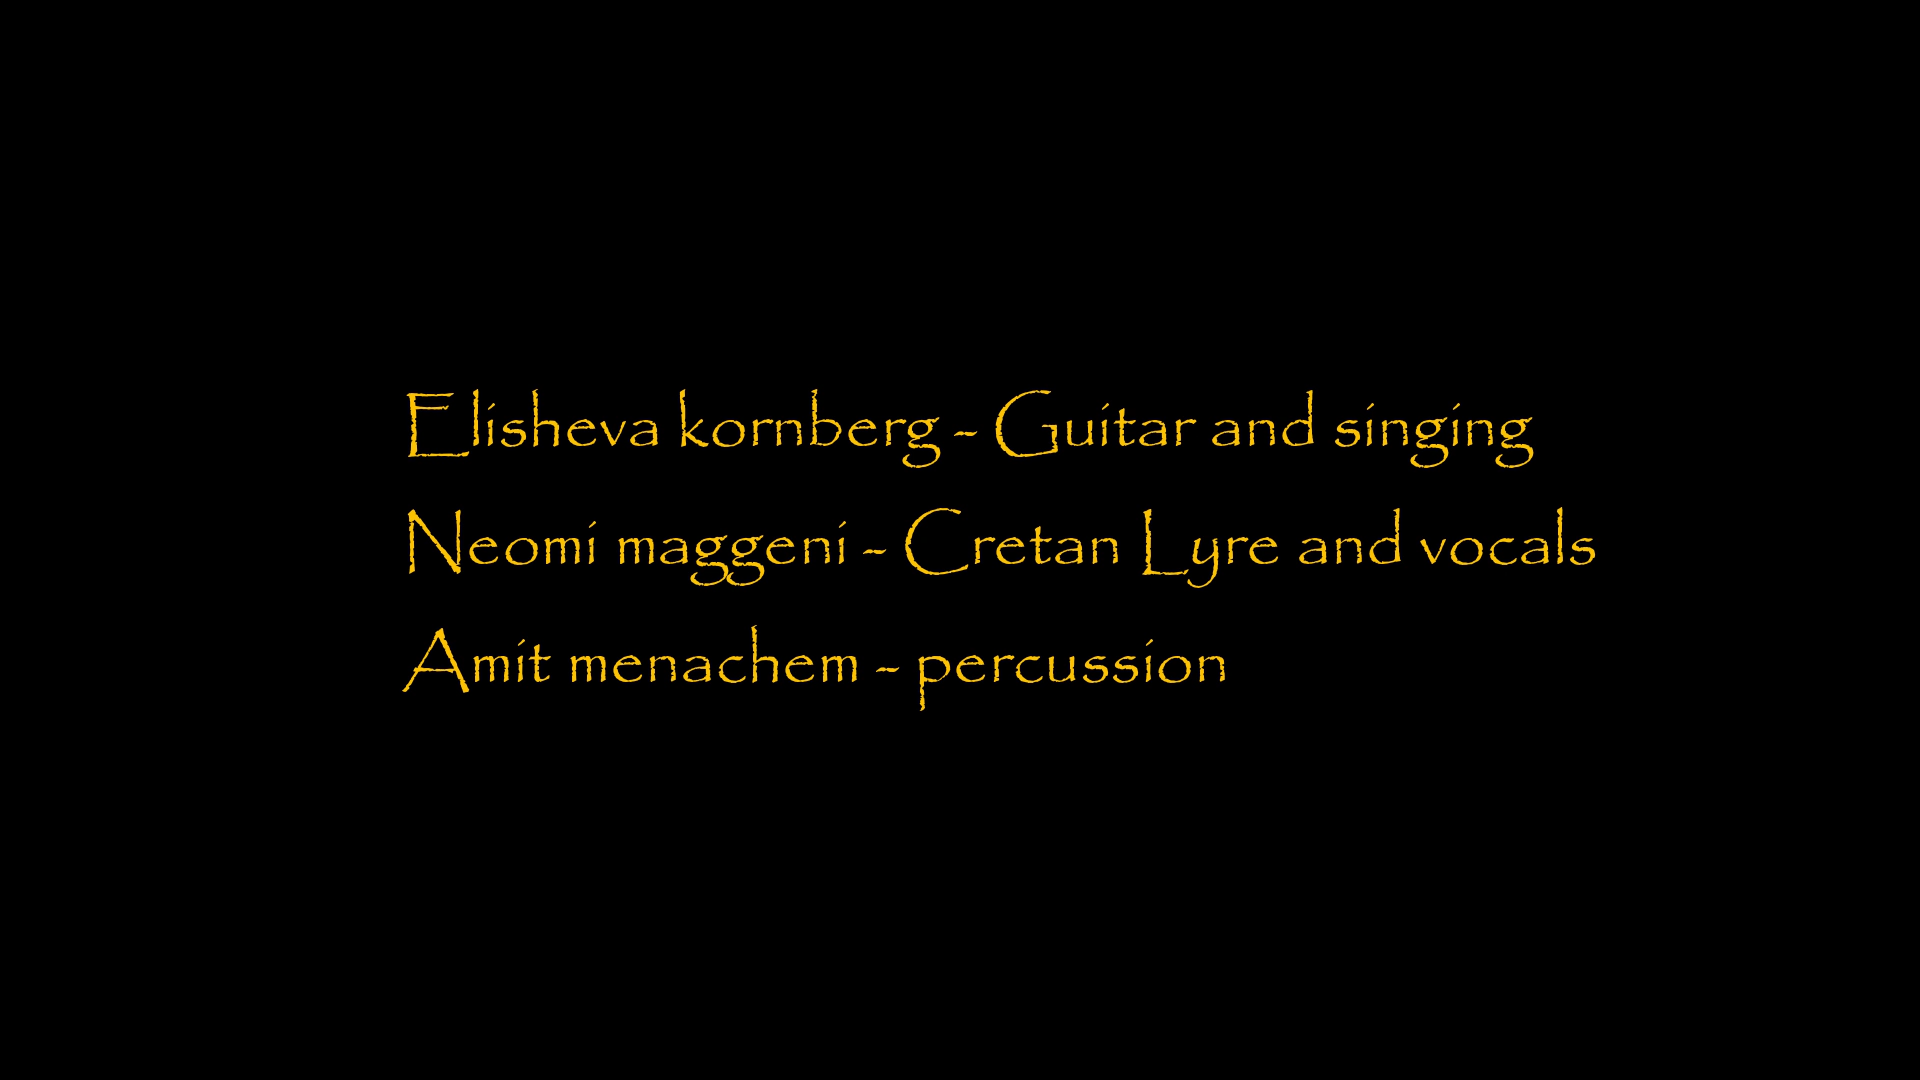 Elisheva kornberg - Guitar and singing
Neomi maggeni - Cretan Lyre and vocals
Amit menachem - percussion